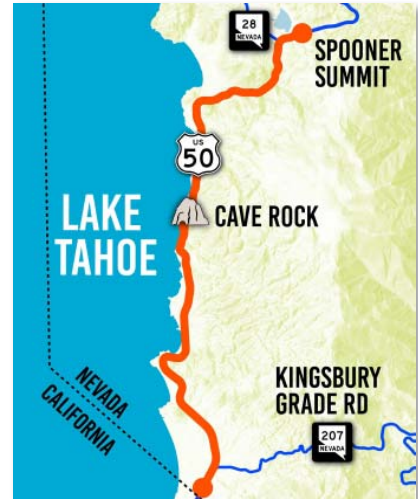 28
NEVADA
SPOONER
SUMMIT
US
50
LAKE
TAHOE
CAVE ROCK
NEVADA
CALIFORNIA
KINGSBURY
GRADE RD
207
NEVADA